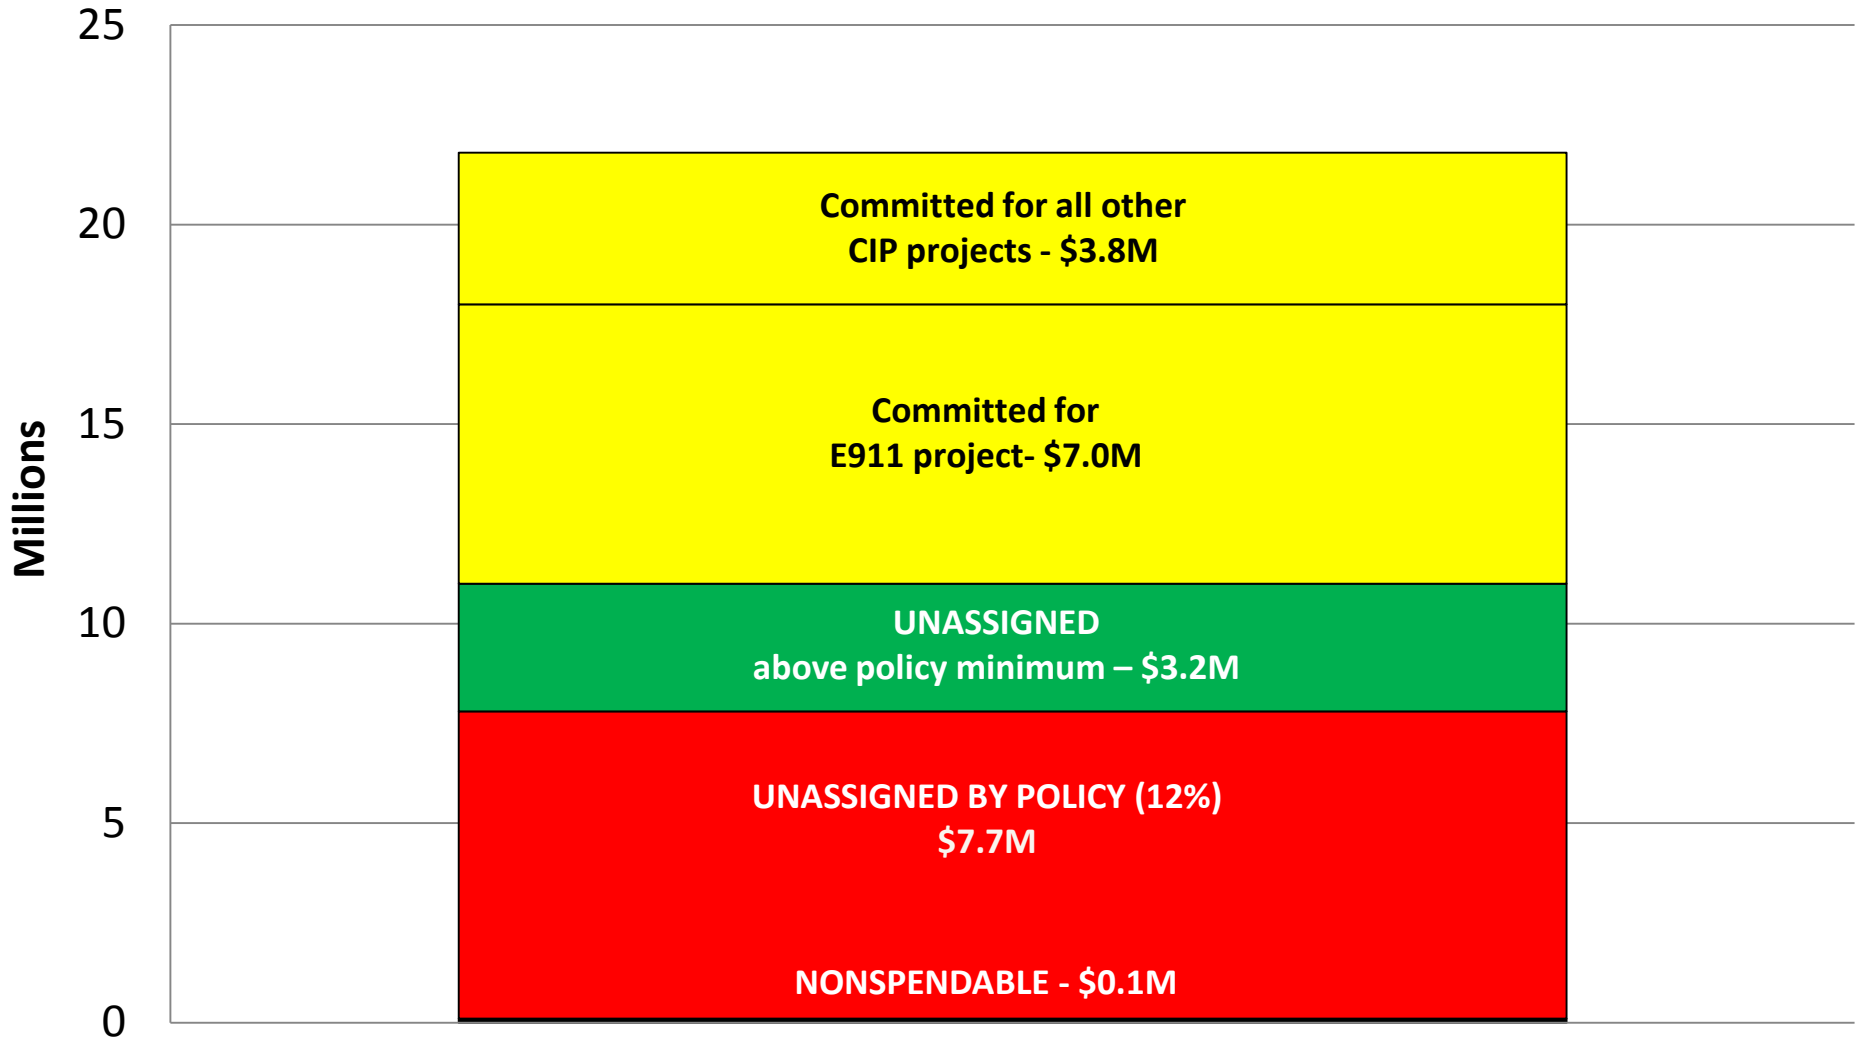 25
20
15
10
5
0
Millions
Committed for all other
CIP projects - $3.8M
Committed for
E911 project- $7.0M
UNASSIGNED
above policy minimum – $3.2M
UNASSIGNED BY POLICY (12%)
$7.7M
NONSPENDABLE - $0.1M